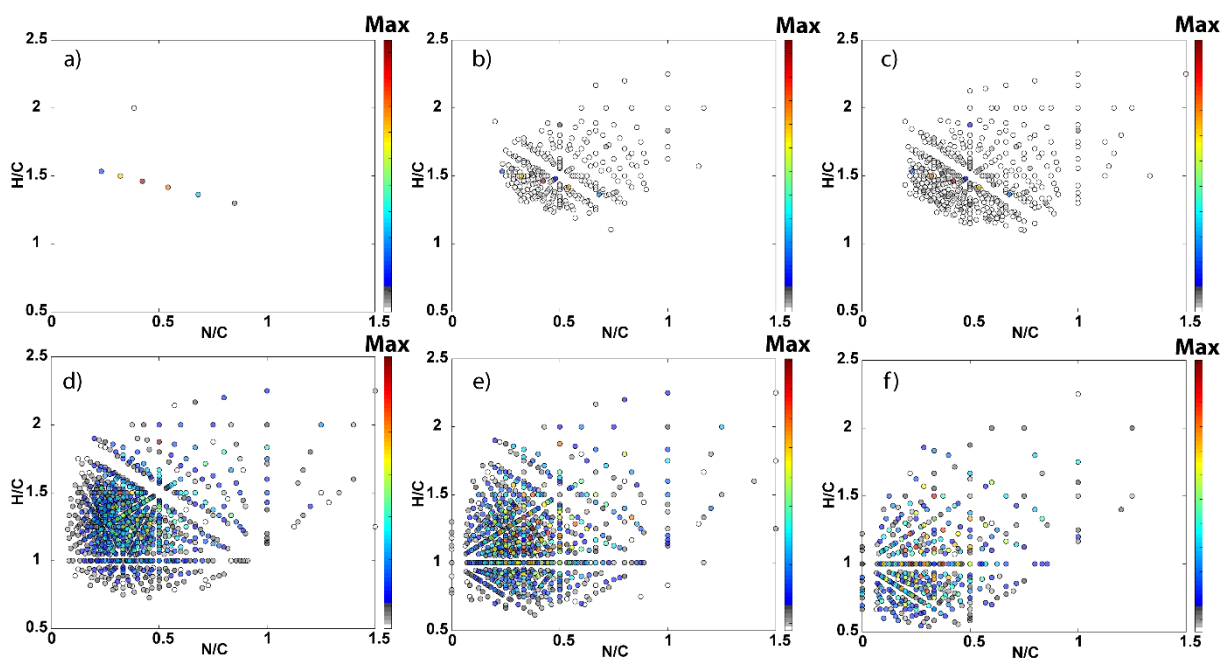 Max Max Max
2.5 a) 2.5 b) 2.5 c)
2 2 2
H/C 1.5 H/C 1.5 H/C 1.5
1 1 1
0.5 0.5 0.5
0 0.5 1 1.5 0 0.5 1 1.5 0 0.5 1 1.5
N/C N/C N/C
Max Max Max
2.5 d) 2.5 e) 2.5 f)
2 2 2
H/C 1.5 H/C 1.5 H/C 1.5
1 1 1
0.5 0.5 0.5
0 0.5 1 1.5 0 0.5 1 1.5 0 0.5 1 1.5
N/C N/C N/C